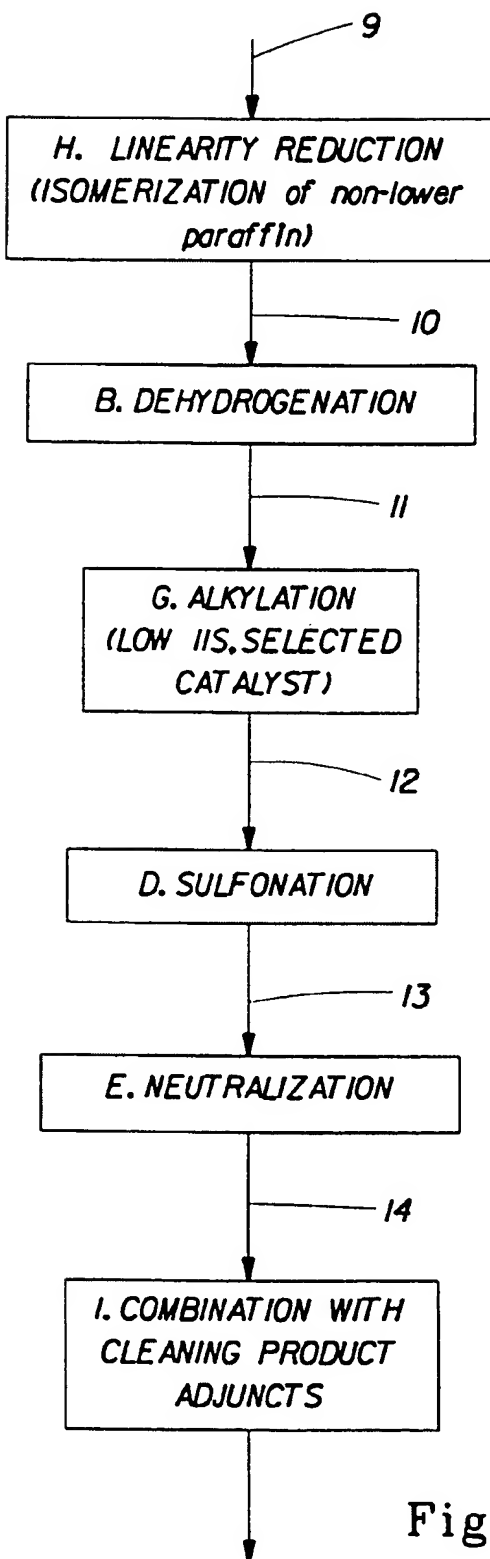 9
H. LINEARITY REDUCTION
(ISOMERIZATION of non-lower
paraffin)
10
B. DEHYDROGENATION
11
G. ALKYLATION
(LOW IIS, SELECTED
CATALYST)
12
D. SULFONATION
13
E. NEUTRALIZATION
14
I. COMBINATION WITH
CLEANING PRODUCT
ADJUNCTS
Fig